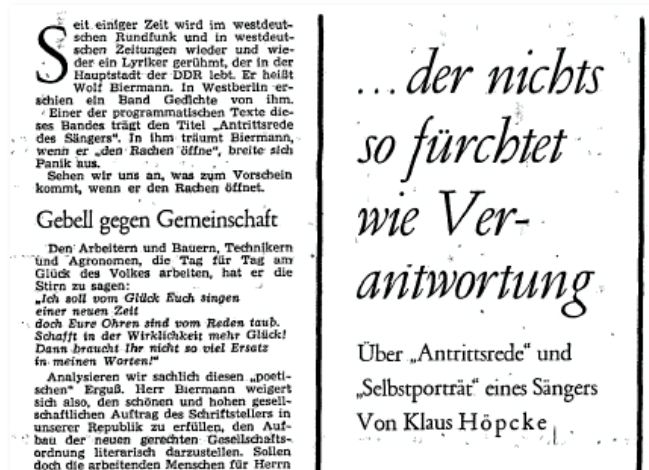 Seit einiger Zeit wird im westdeut-
schen Rundfunk und in westdeut-
schen Zeitungen wieder und wie-
der ein Lyriker gerühmt, der in der
Hauptstadt der DDR lebt. Er heißt
Wolf Biermann. In Westberlin er-
schien ein Band Gedichte von ihm.
Einer der programmatischen Texte die-
ses Bandes trägt den Titel „Antrittsrede
des Sängers“. In ihm träumt Biermann,
wenn er „den Rachen öffne“, breite sich
Panik aus.
Sehen wir uns an, was zum Vorschein
kommt, wenn er den Rachen öffnet.
Gebell gegen Gemeinschaft
Den Arbeitern und Bauern, Technikern
und Agronomen, die Tag für Tag am
Glück des Volkes arbeiten, hat er die
Stirn zu sagen:
„Ich soll vom Glück Euch singen
einer neuen Zeit
doch Eure Ohren sind vom Reden taub.
Schafft in der Wirklichkeit mehr Glück!
Dann braucht Ihr nicht so viel Ersatz
in meinen Worten!“
Analysieren wir sachlich diesen „poeti-
schen“ Erguß. Herr Biermann weigert
sich also, den schönen und hohen gesell-
schaftlichen Auftrag des Schriftstellers in
unserer Republik zu erfüllen, den Auf-
bau der neuen gerechten Gesellschafts-
ordnung literarisch darzustellen. Sollen
doch die arbeitenden Menschen für Herrn
...der nichts
so fürchtet
wie Ver-
antwortung
Über „Antrittsrede“ und
„Selbstporträt“ eines Sängers
Von Klaus Höpcke